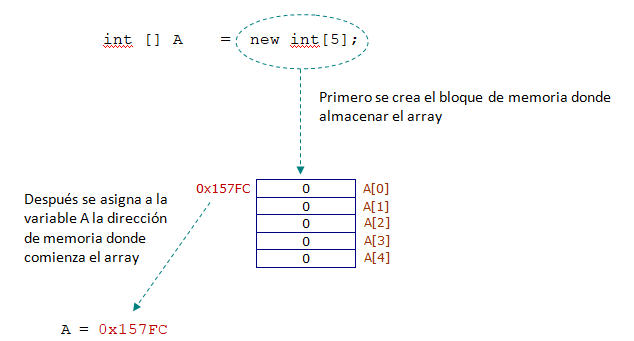 int [] A = new int[5];
Primero se crea el bloque de memoria donde
almacenar el array
Después se asigna a la
variable A la dirección
de memoria donde
comienza el array
0x157FC 0 A[0]
0 A[1]
0 A[2]
0 A[3]
0 A[4]
A = 0x157FC